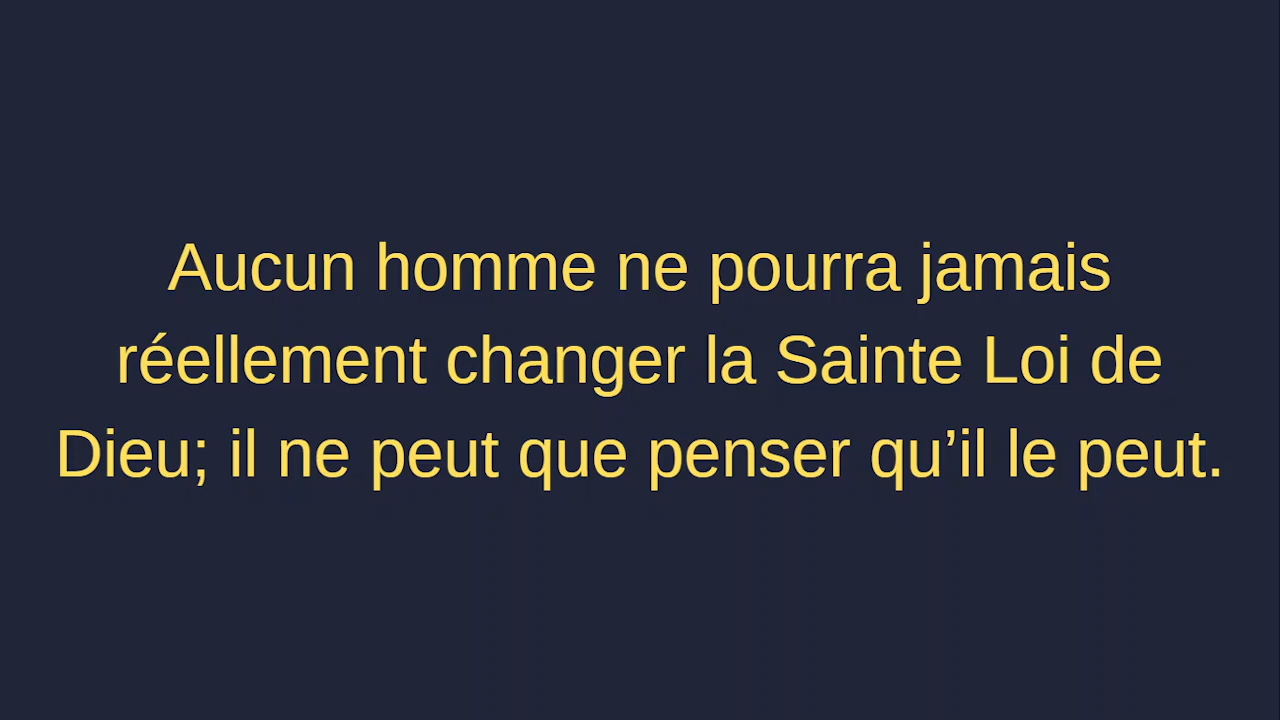 Aucun homme ne pourra jamais
réellement changer la Sainte Loi de
Dieu; il ne peut que penser qu’il le peut.